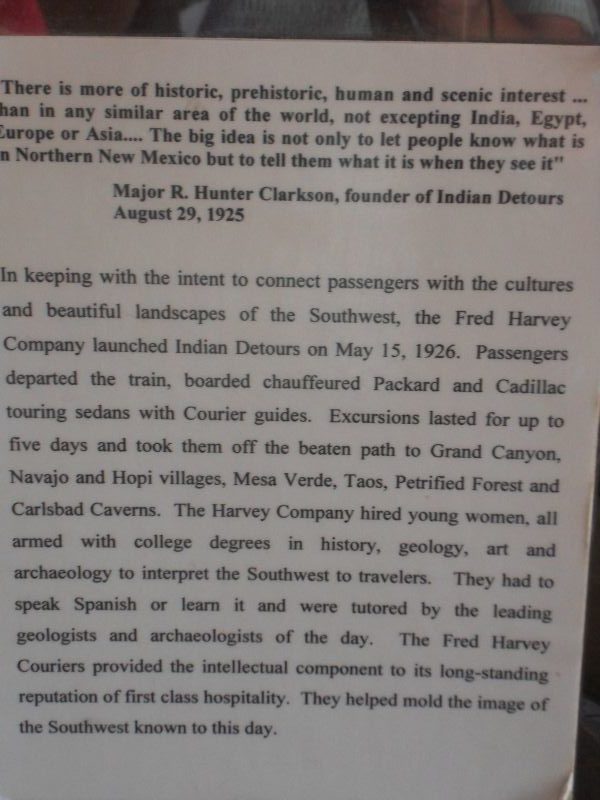 There is more of historic, prehistoric, human and scenic interest ...
han in any similar area of the world, not excepting India, Egypt,
Europe or Asia.... The big idea is not only to let people know what is
n Northern New Mexico but to tell them what it is when they see it"
Major R. Hunter Clarkson, founder of Indian Detours
August 29, 1925
In keeping with the intent to connect passengers with the cultures
and beautiful landscapes of the Southwest, the Fred Harvey
Company launched Indian Detours on May 15, 1926. Passengers
departed the train, boarded chauffeured Packard and Cadillac
touring sedans with Courier guides. Excursions lasted for up to
five days and took them off the beaten path to Grand Canyon,
Navajo and Hopi villages, Mesa Verde, Taos, Petrified Forest and
Carlsbad Caverns. The Harvey Company hired young women, all
armed with college degrees in history, geology, art and
archaeology to interpret the Southwest to travelers. They had to
speak Spanish or learn it and were tutored by the leading
geologists and archaeologists of the day. The Fred Harvey
Couriers provided the intellectual component to its long-standing
reputation of first class hospitality. They helped mold the image of
the Southwest known to this day.